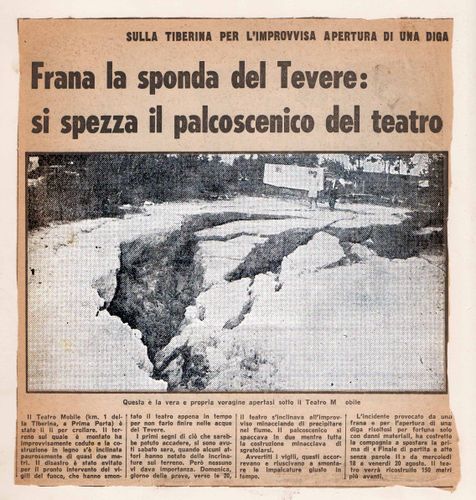 SULLA TIBERINA PER L'IMPROVVISA APERTURA DI UNA DIGA
Frana la sponda del Tevere:
si spezza il palcoscenico del teatro
Questa è la vera e propria voragine apertasi sotto il Teatro M obile
Il Teatro Mobile (km. 1 della
Tiberina, a Prima Porta) è
stato lì lì per crollare. Il terreno
sul quale è montato ha
improvvisamente ceduto e la costruzione
in legno s'è inclinata
paurosamente di quasi due metri.
Il disastro è stato evitato
per il pronto intervento dei vigili
del fuoco, che hanno smontato
il teatro appena in tempo
per non farlo finire nelle acque
del Tevere.
I primi segni di ciò che sarebbe
potuto accadere, si sono avuti
sabato sera, quando alcuni attori
hanno notato delle incrinature
sul terreno. Però nessuno
vi dava importanza. Domenica,
giorno della prova, verso le 20,
il teatro s'inclinava all'improvviso
minacciando di precipitare
nel fiume. Il palcoscenico si
spaccava in due mentre tutta
la costruzione minacciava di
sgretolarsi.
Avvertiti i vigili, questi accorrevano
e riuscivano a smontare
le impalcature giusto in
tempo.
L'incidente provocato da una
frana e per l'apertura di una
diga risoltosi per fortuna solo
con danni materiali, ha costretto
la compagnia a spostare la prima
di « Finale di partita e atto
senza parole II » da mercoledì
18 a venerdì 20 agosto. Il teatro
verrà ricostruito 150 metri
più avanti.